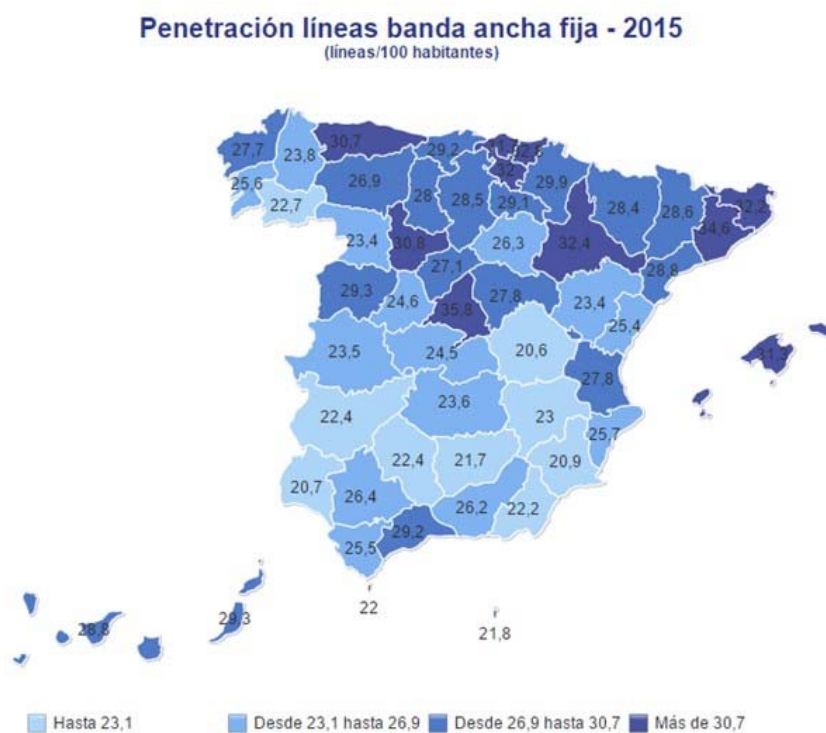 Penetración líneas banda ancha fija - 2015
(líneas/100 habitantes)
27,7 23,8 30,7 29,2
25,6 26,9 28 28,5 32 29,9
22,7 29,1 28,4 28,6 32,2
23,4 30,8 26,3 32,4 34,6
27,1 28,8
29,3 24,6 35,8 27,8 23,4
25,4
23,5 24,5 20,6 31,3
27,8
22,4 23,6 23
25,7
22,4 21,7 20,9
20,7 26,4 26,2 22,2
25,5 29,2
22
28,8 29,3 21,8
Hasta 23,1 Desde 23,1 hasta 26,9 Desde 26,9 hasta 30,7 Más de 30,7